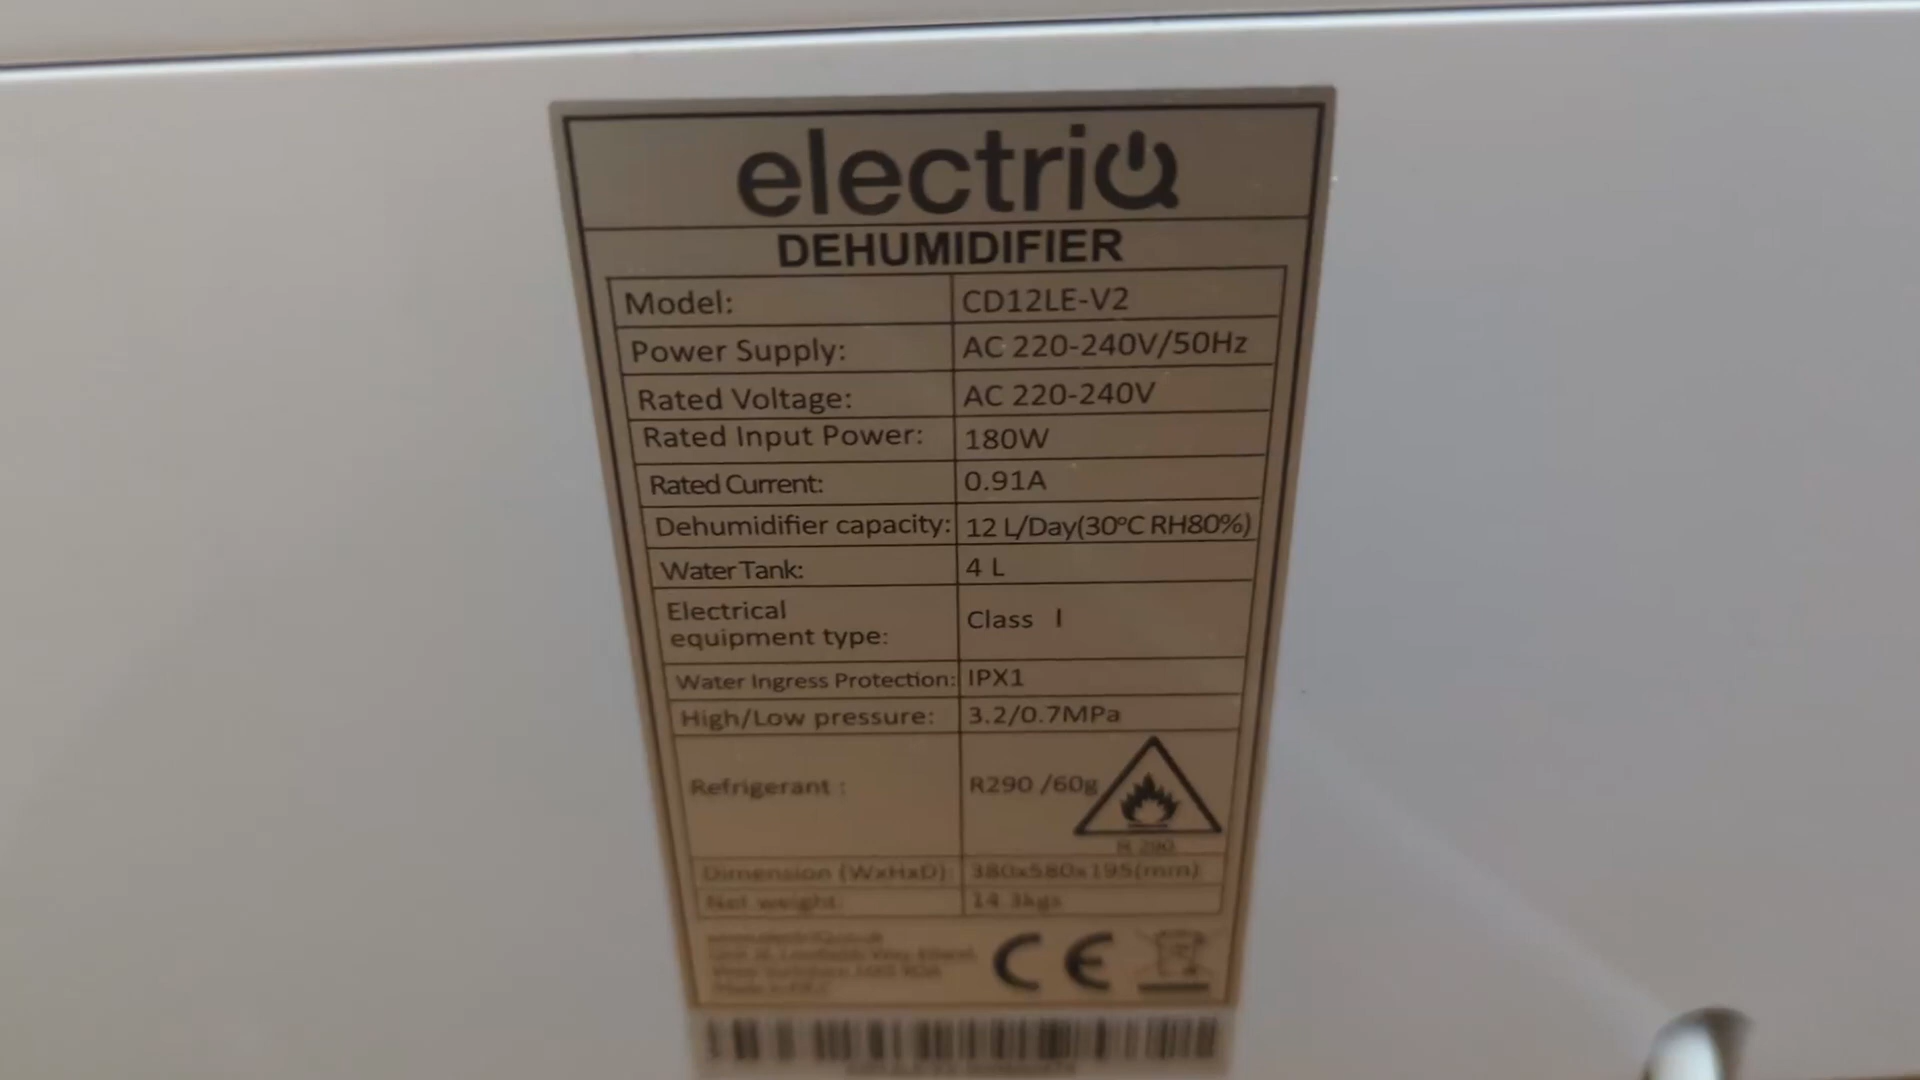 electriQ
DEHUMIDIFIER
Model: CD12LE-V2
Power Supply: AC 220-240V/50Hz
Rated Voltage: AC 220-240V
Rated Input Power: 180W
Rated Current: 0.91A
Dehumidifier capacity: 12 L/Day(30°C RH80%)
Water Tank: 4 L
Electrical
equipment type: Class I
Water Ingress Protection: IPX1
High/Low pressure: 3.2/0.7MPa
Refrigerant : R290 /60g
R 290
Dimension (WxHxD): 380x580x195(mm)
Net weight: 14.3kgs
CE